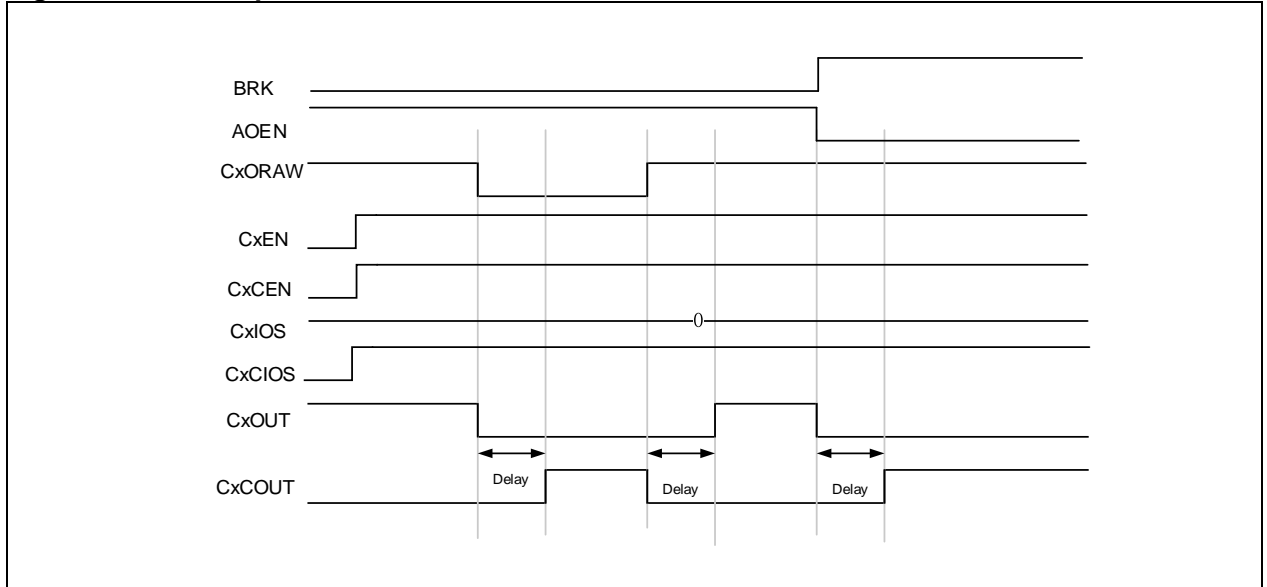 BRK
AOEN
CxORAW
CxEN
CxCEN
CxIOS
0
CxCIOS
CxOUT
Delay
Delay
Delay
CxCOUT